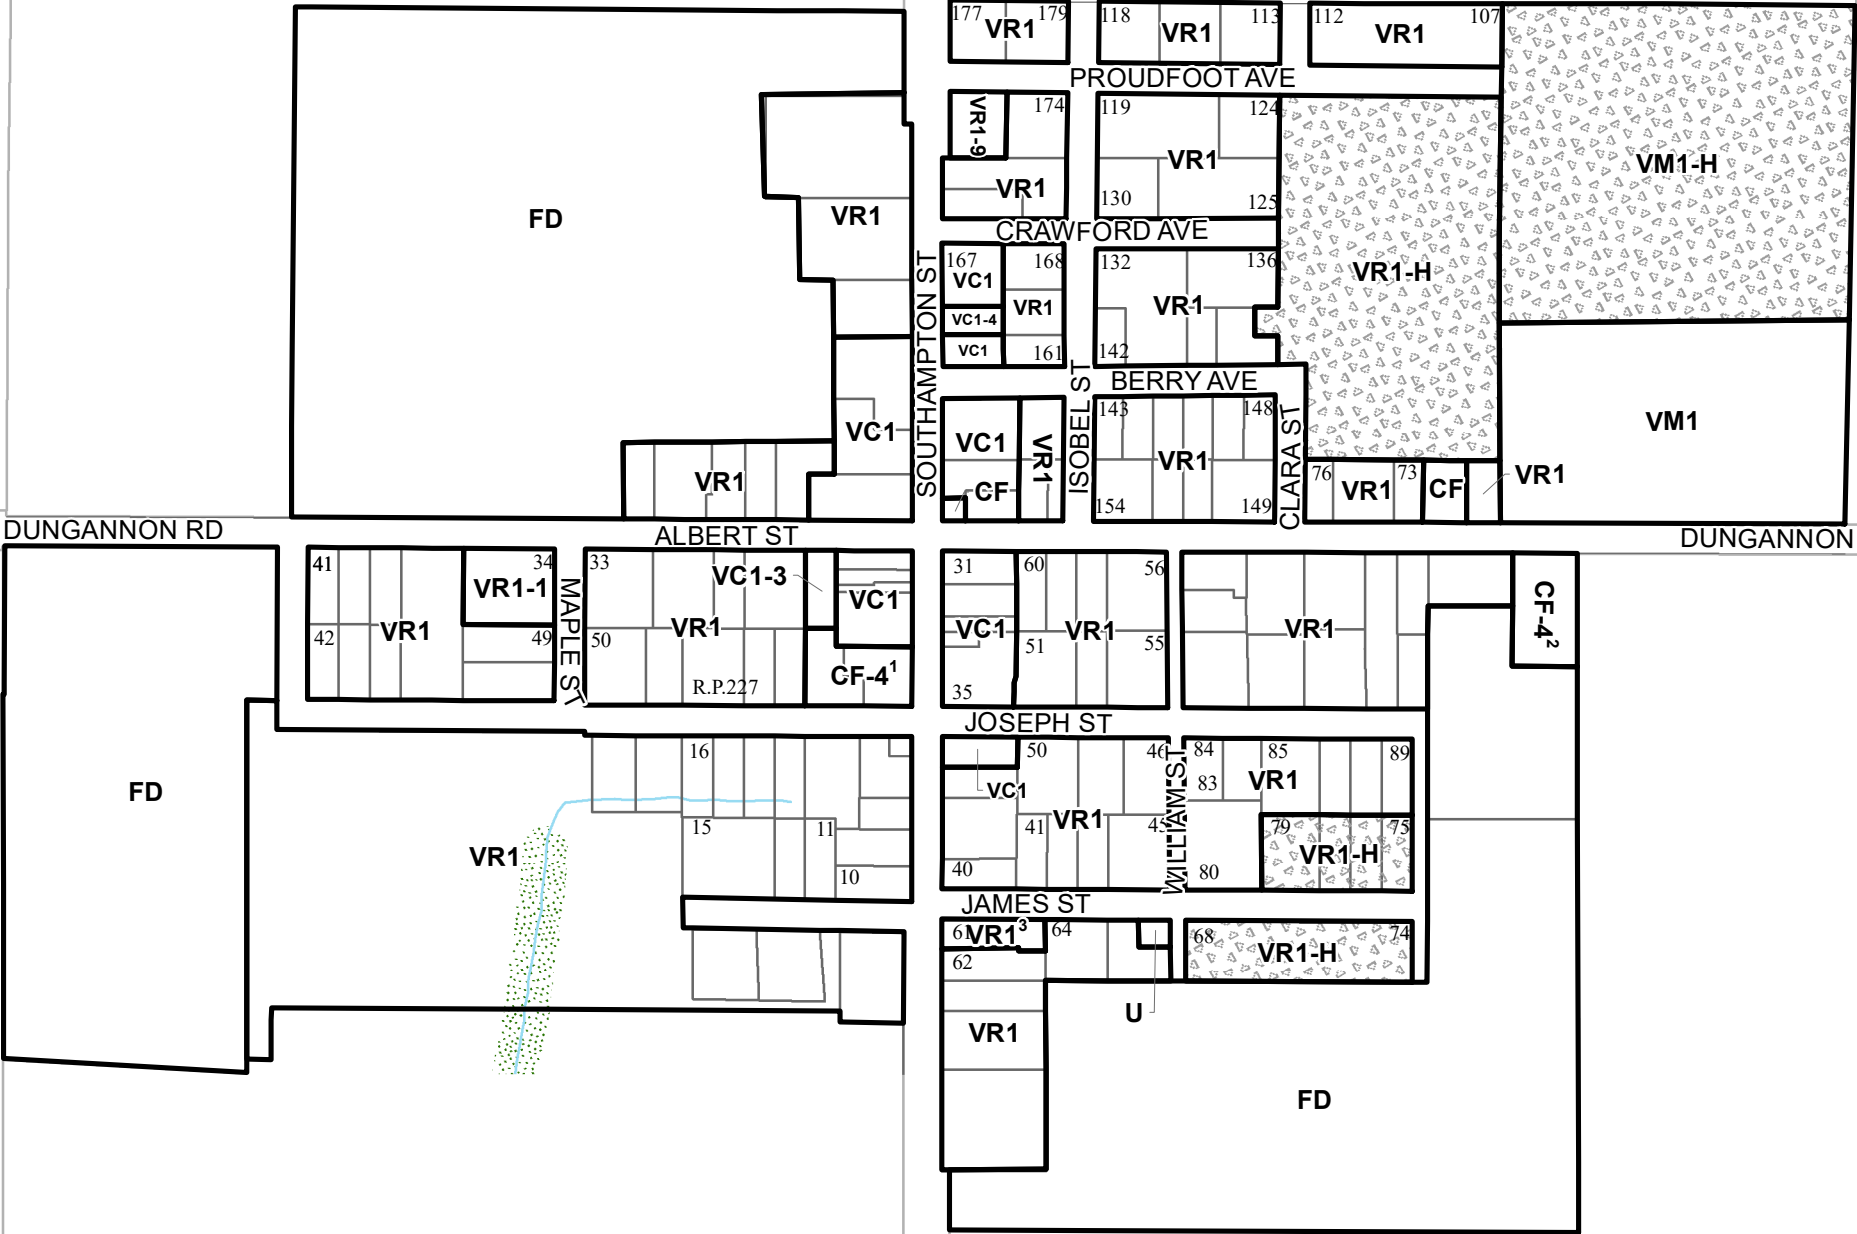 177 VR1 179 118 VR1 113 112 VR1 107
PROUDFOOT AVE
VR1-9 174 119 124
VR1 VM1-H
VR1
130 125
FD VR1
CRAWFORD AVE
167 168 132 136
VC1 VR1-H
VC1-4 VR1 VR1
VC1 161 142
SOUTHAMPTON ST
BERRY AVE
ISOBEL ST
CLARA ST
143 148
VC1 VC1 VR1 VR1 VM1
VR1 CF 76 VR1 73 CF VR1
154 149
DUNGANNON RD ALBERT ST DUNGANNON
41 34 33 VC1-3 31 60 56
VR1-1 VC1 CF-4²
MAPLE ST
42 VR1 49 50 VR1 VC1 51 VR1 55 VR1
R.P.227 CF-4¹ 35
JOSEPH ST
16 50 46 84 85 89
FD VC1 83 VR1
WILLIAM ST
15 11 41 VR1 45 79 75
VR1 10 40 80 VR1-H
JAMES ST
61 VR1³ 64 68 74
62 VR1-H
U
VR1
FD